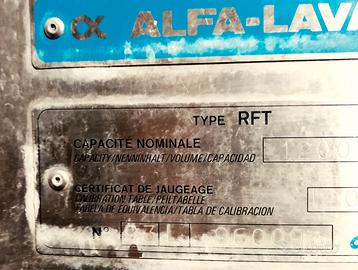 α ALFA-LAVA
TYPE RFT
CAPACITÉ NOMINALE
CAPACITY/NENNINHALT/VOLUME/CAPACIDAD
CERTIFICAT DE JAUGEAGE
CALIBRATION TABLE/PEILTABELLE
TABELA DE EQUIVALENCIA/TABLA DE CALIBRACION
N°